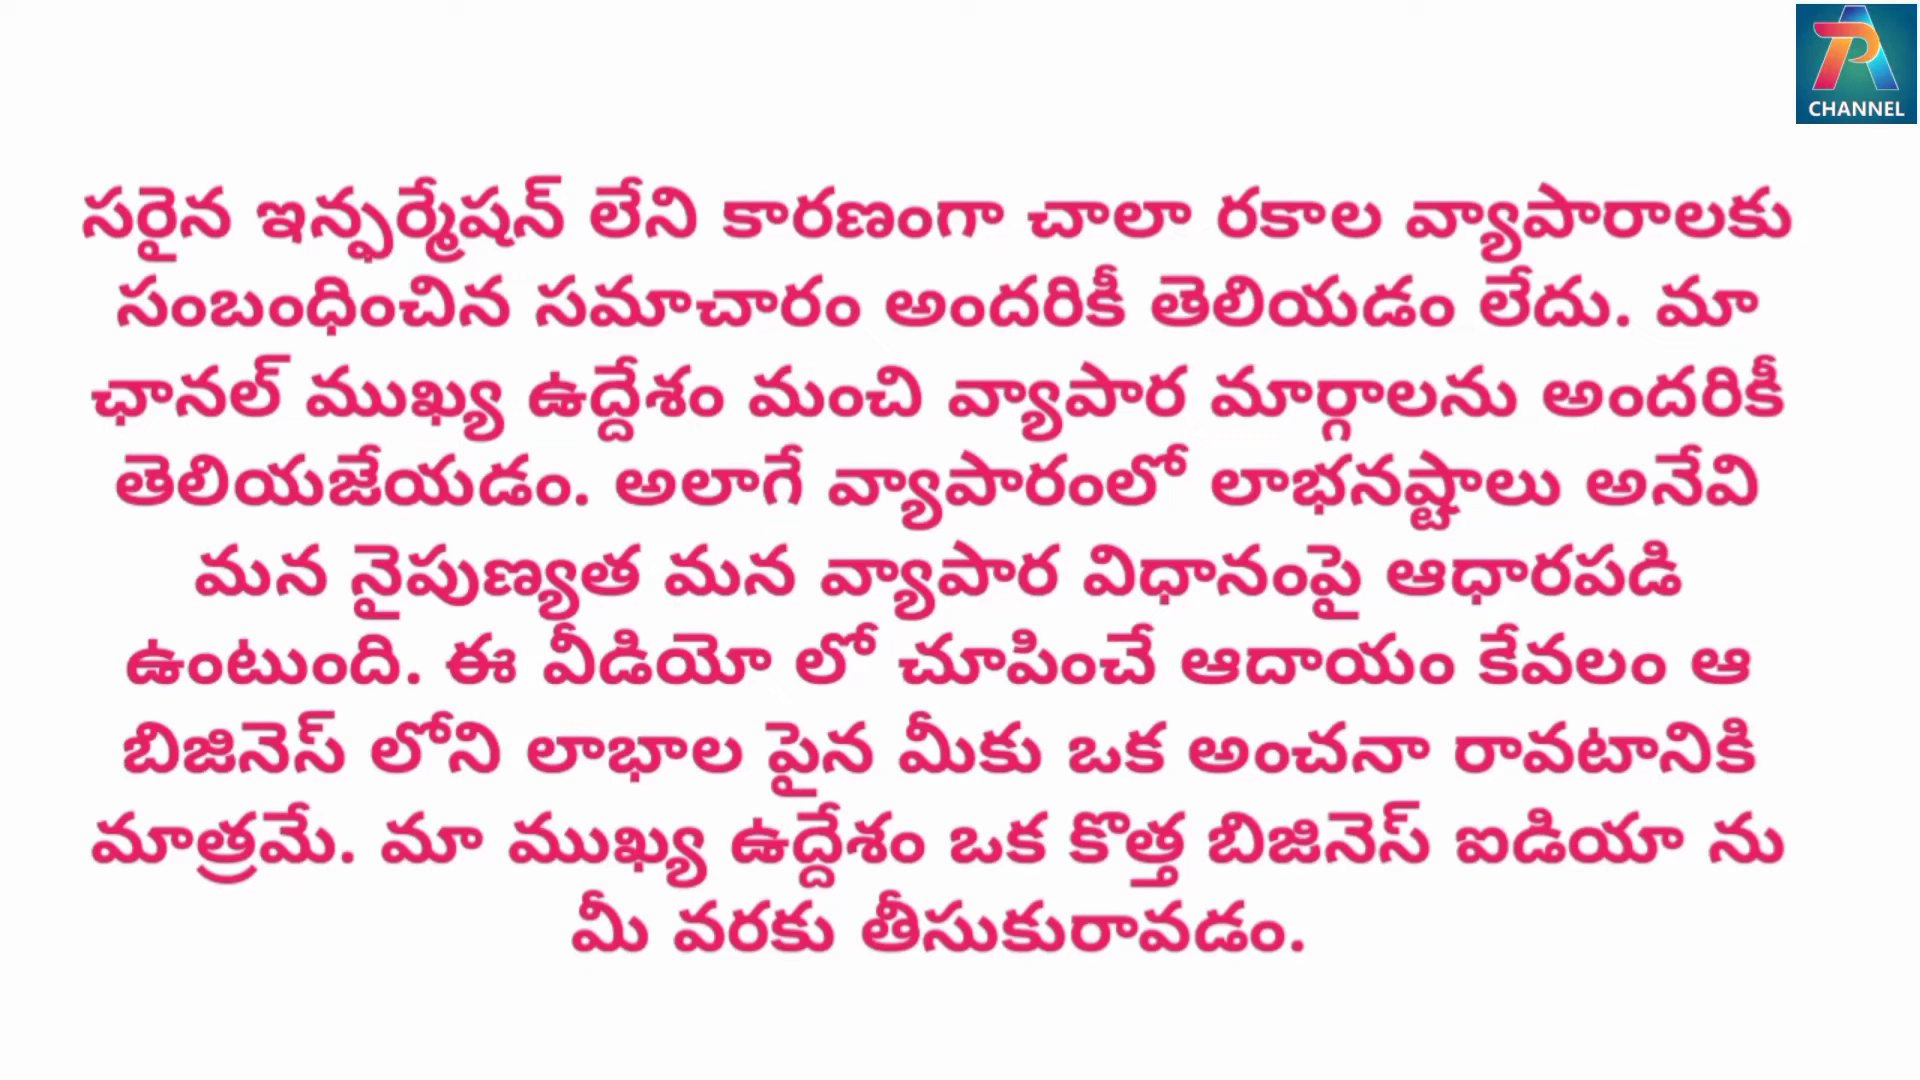 CHANNEL
సరైన ఇన్ఫర్మేషన్ లేని కారణంగా చాలా రకాల వ్యాపారాలకు
సంబంధించిన సమాచారం అందరికీ తెలియడం లేదు. మా
ఛానల్ ముఖ్య ఉద్దేశం మంచి వ్యాపార మార్గాలను అందరికీ
తెలియజేయడం. అలాగే వ్యాపారంలో లాభనష్టాలు అనేవి
మన నైపుణ్యత మన వ్యాపార విధానంపై ఆధారపడి
ఉంటుంది. ఈ వీడియో లో చూపించే ఆదాయం కేవలం ఆ
బిజినెస్ లోని లాభాల పైన మీకు ఒక అంచనా రావటానికి
మాత్రమే. మా ముఖ్య ఉద్దేశం ఒక కొత్త బిజినెస్ ఐడియా ను
మీ వరకు తీసుకురావడం.